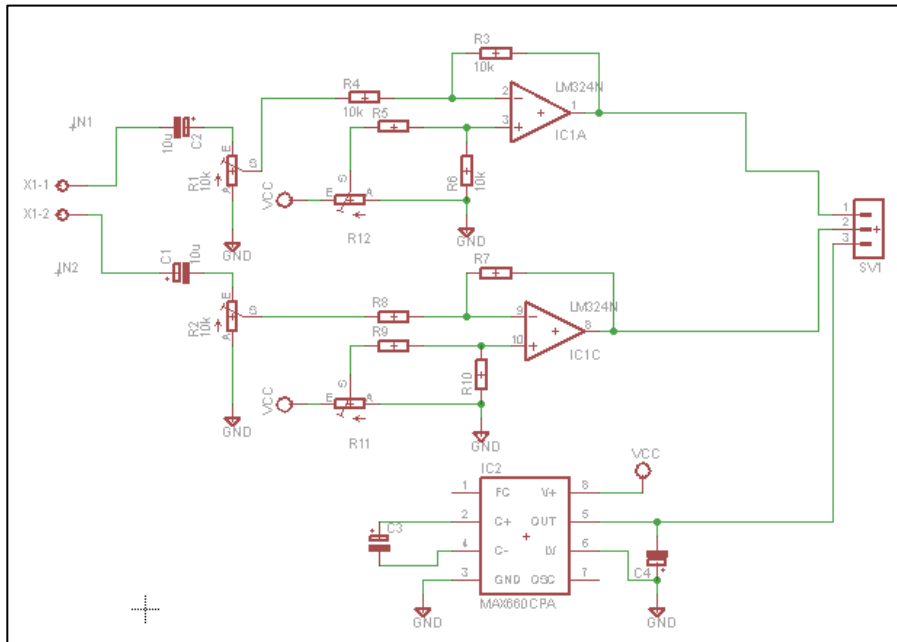 R3
10k
LM324N
R4
10k
2
1
3
IC1A
R5
R6
10k
IN1
10u
C2
E
S
A
R1
10k
X1-1
X1-2
VCC
E
S
A
R12
GND
GND
IN2
C1
10u
R7
LM324N
E
S
A
R2
10k
R8
9
8
10
IC1C
R9
R10
VCC
E
S
A
R11
GND
GND
1
2
3
SV1
VCC
IC2
1
FC
V+
8
2
C+
OUT
5
4
C-
LV
6
3
GND
OSC
7
MAX660CPA
C3
C4
GND
GND